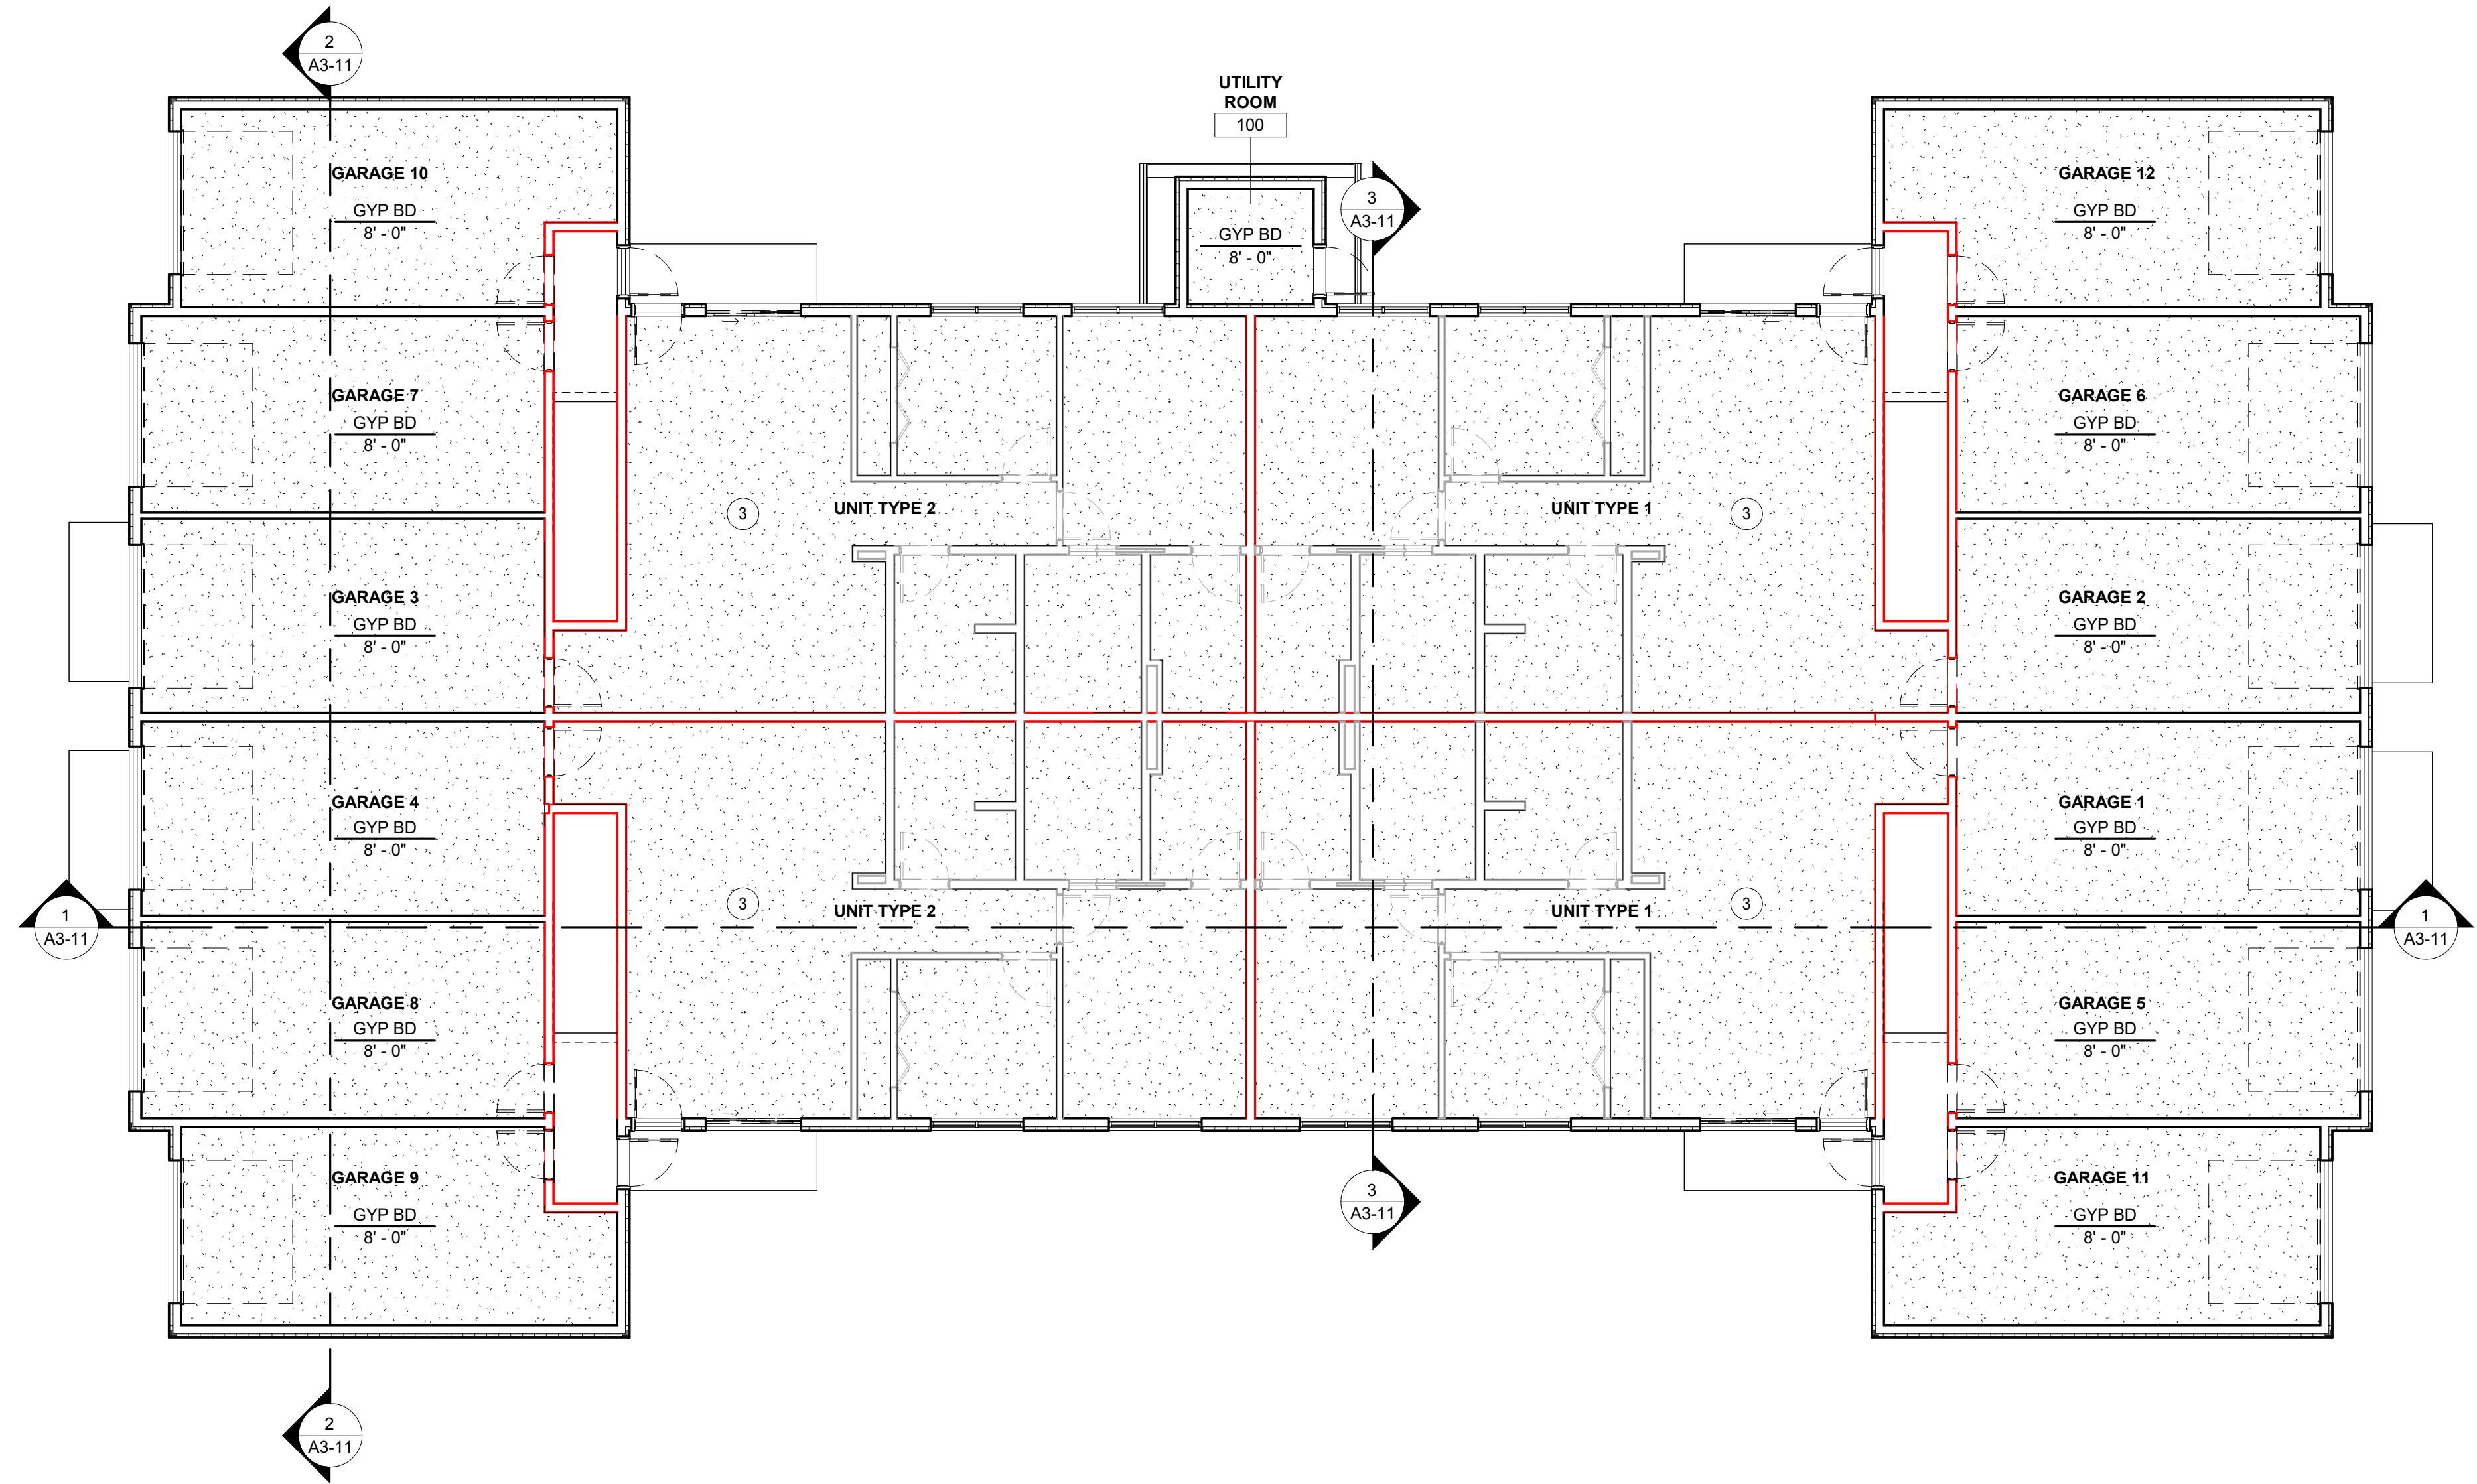 2
A3-11
UTILITY
ROOM
100
GARAGE 10
GYP BD
8' - 0"
GYP BD
8' - 0"
3
A3-11
GARAGE 12
GYP BD
8' - 0"
GARAGE 7
GYP BD
8' - 0"
GARAGE 6
GYP BD
8' - 0"
3
UNIT TYPE 2
UNIT TYPE 1
3
GARAGE 3
GYP BD
8' - 0"
GARAGE 2
GYP BD
8' - 0"
GARAGE 4
GYP BD
8' - 0"
GARAGE 1
GYP BD
8' - 0"
3
UNIT TYPE 2
UNIT TYPE 1
3
1
A3-11
1
A3-11
GARAGE 8
GYP BD
8' - 0"
GARAGE 5
GYP BD
8' - 0"
GARAGE 9
GYP BD
8' - 0"
3
A3-11
GARAGE 11
GYP BD
8' - 0"
2
A3-11